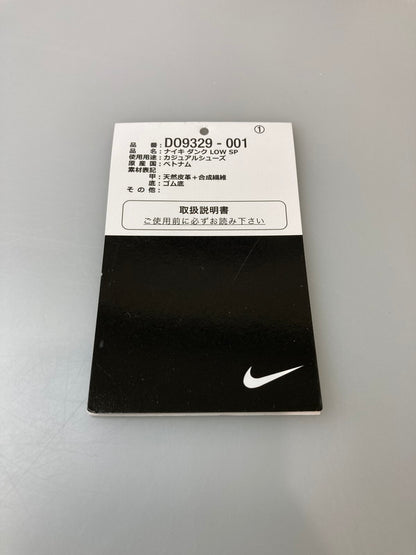 ①
品番:DO9329-001
品名:ナイキ ダンク LOW SP
使用用途:カジュアルシューズ
原産国:ベトナム
素材表記
甲:天然皮革+合成繊維
底:ゴム底
その他:
取扱説明書
ご使用前に必ずお読み下さい